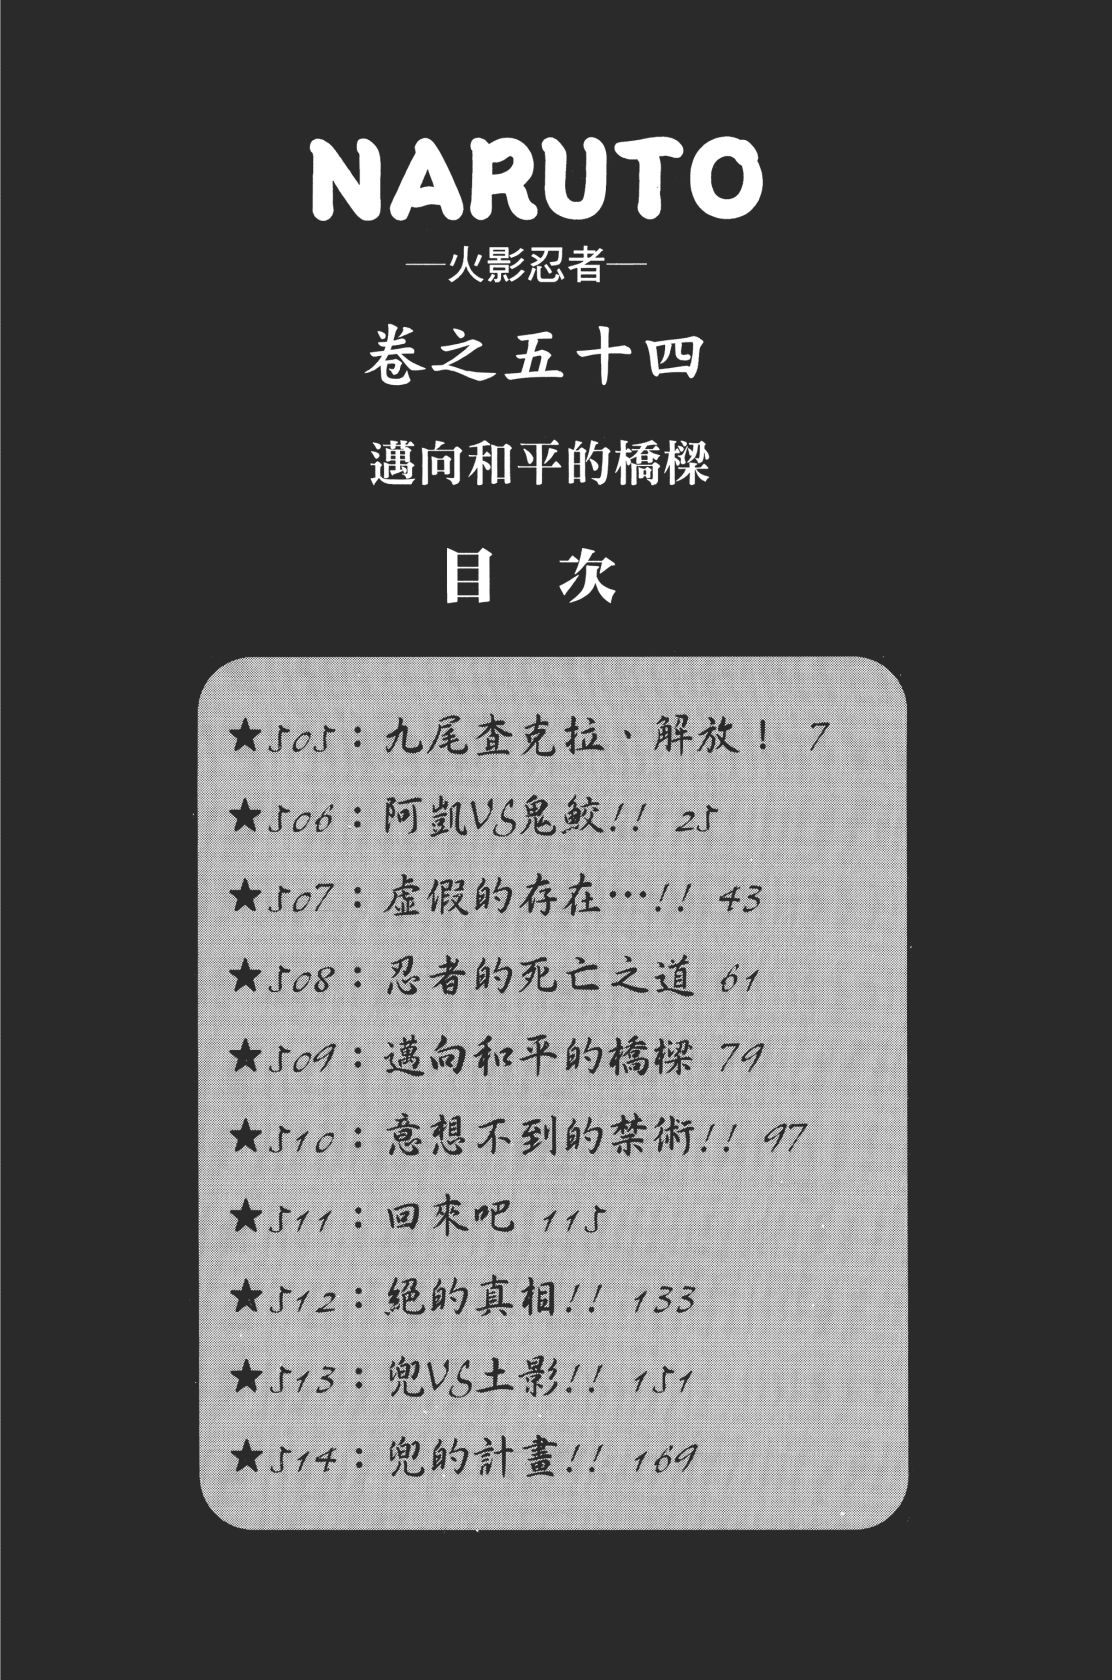 NARUTO
—火影忍者—
卷之五十四
邁向和平的橋樑
目 次
★505：九尾查克拉、解放！ 7
★506：阿凱VS鬼鮫!! 25
★507：虛假的存在…!! 43
★508：忍者的死亡之道 61
★509：邁向和平的橋樑 79
★510：意想不到的禁術!! 97
★511：回來吧 115
★512：絕的真相!! 133
★513：兜VS土影!! 151
★514：兜的計畫!! 169